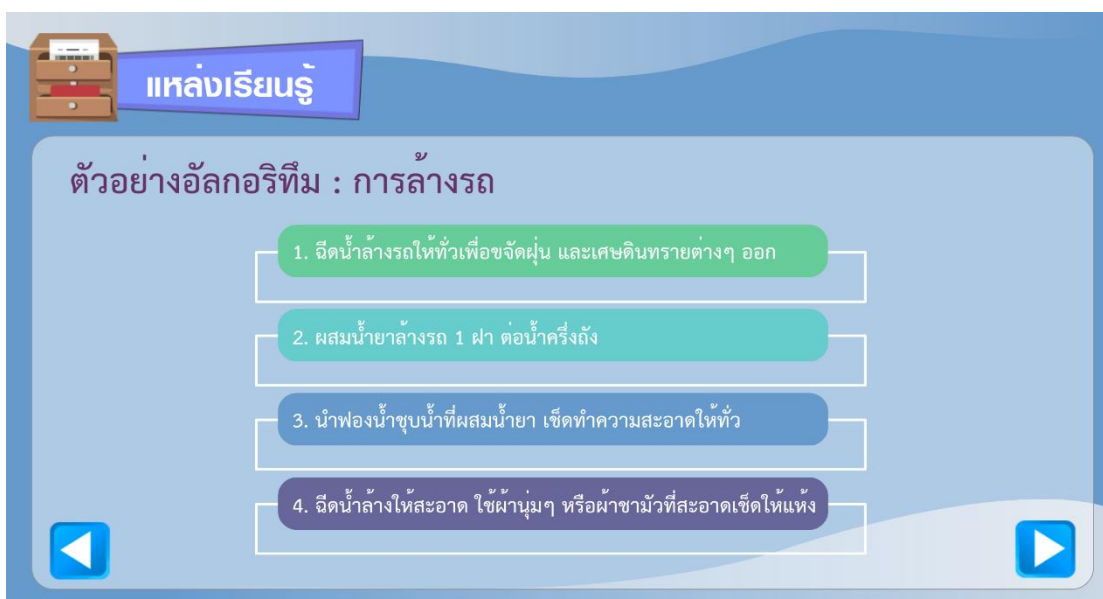 แหล่งเรียนรู้
ตัวอย่างอัลกอริทึม : การล้างรถ
1. ฉีดน้ำล้างรถให้ทั่วเพื่อขจัดฝุ่น และเศษดินทรายต่างๆ ออก
2. ผสมน้ำยาล้างรถ 1 ฝา ต่อน้ำครึ่งถัง
3. นำฟองน้ำชุบน้ำที่ผสมน้ำยา เช็ดทำความสะอาดให้ทั่ว
4. ฉีดน้ำล้างให้สะอาด ใช้ผ้านุ่มๆ หรือผ้าชามัวที่สะอาดเช็ดให้แห้ง